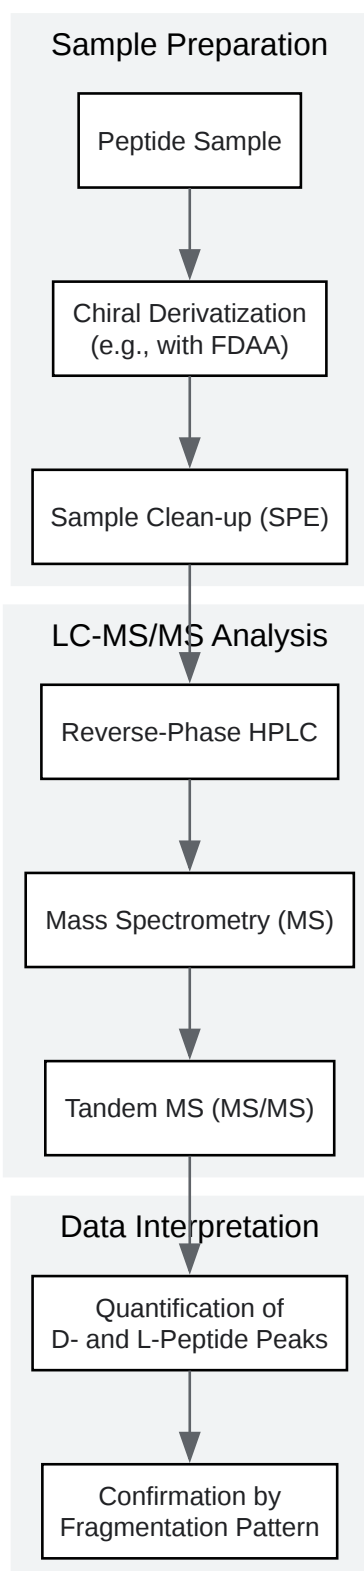 Sample Preparation
Peptide Sample
Chiral Derivatization
(e.g., with FDAA)
Sample Clean-up (SPE)
LC-MS/MS Analysis
Reverse-Phase HPLC
Mass Spectrometry (MS)
Tandem MS (MS/MS)
Data Interpretation
Quantification of
D- and L-Peptide Peaks
Confirmation by
Fragmentation Pattern